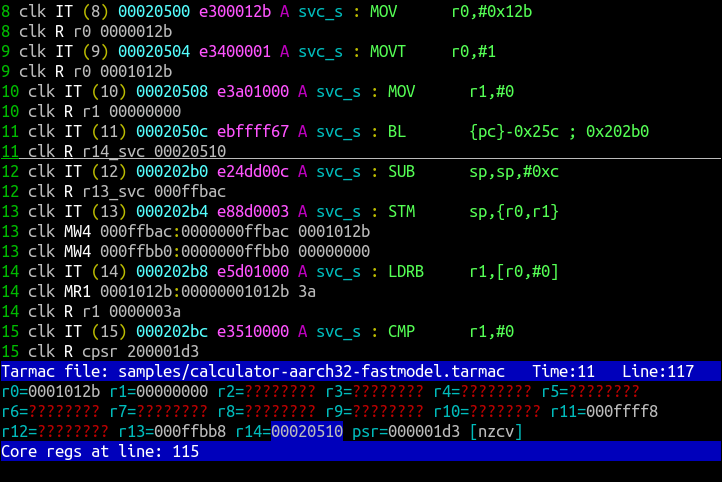 8 clk IT (8) 00020500 e300012b A svc_s : MOV      r0,#0x12b
8 clk R r0 0000012b
9 clk IT (9) 00020504 e3400001 A svc_s : MOVT     r0,#1
9 clk R r0 0001012b
10 clk IT (10) 00020508 e3a01000 A svc_s : MOV      r1,#0
10 clk R r1 00000000
11 clk IT (11) 0002050c ebffff67 A svc_s : BL       {pc}-0x25c ; 0x202b0
11 clk R r14_svc 00020510
12 clk IT (12) 000202b0 e24dd00c A svc_s : SUB      sp,sp,#0xc
12 clk R r13_svc 000ffbac
13 clk IT (13) 000202b4 e88d0003 A svc_s : STM      sp,{r0,r1}
13 clk MW4 000ffbac:0000000ffbac 0001012b
13 clk MW4 000ffbb0:0000000ffbb0 00000000
14 clk IT (14) 000202b8 e5d01000 A svc_s : LDRB     r1,[r0,#0]
14 clk MR1 0001012b:00000001012b 3a
14 clk R r1 0000003a
15 clk IT (15) 000202bc e3510000 A svc_s : CMP      r1,#0
15 clk R cpsr 200001d3
Tarmac file: samples/calculator-aarch32-fastmodel.tarmac   Time:11   Line:117
r0=0001012b r1=00000000 r2=???????? r3=???????? r4=???????? r5=????????
r6=???????? r7=???????? r8=???????? r9=???????? r10=???????? r11=000ffff8
r12=???????? r13=000ffbb8 r14=00020510 psr=000001d3 [nzcv]
Core regs at line: 115